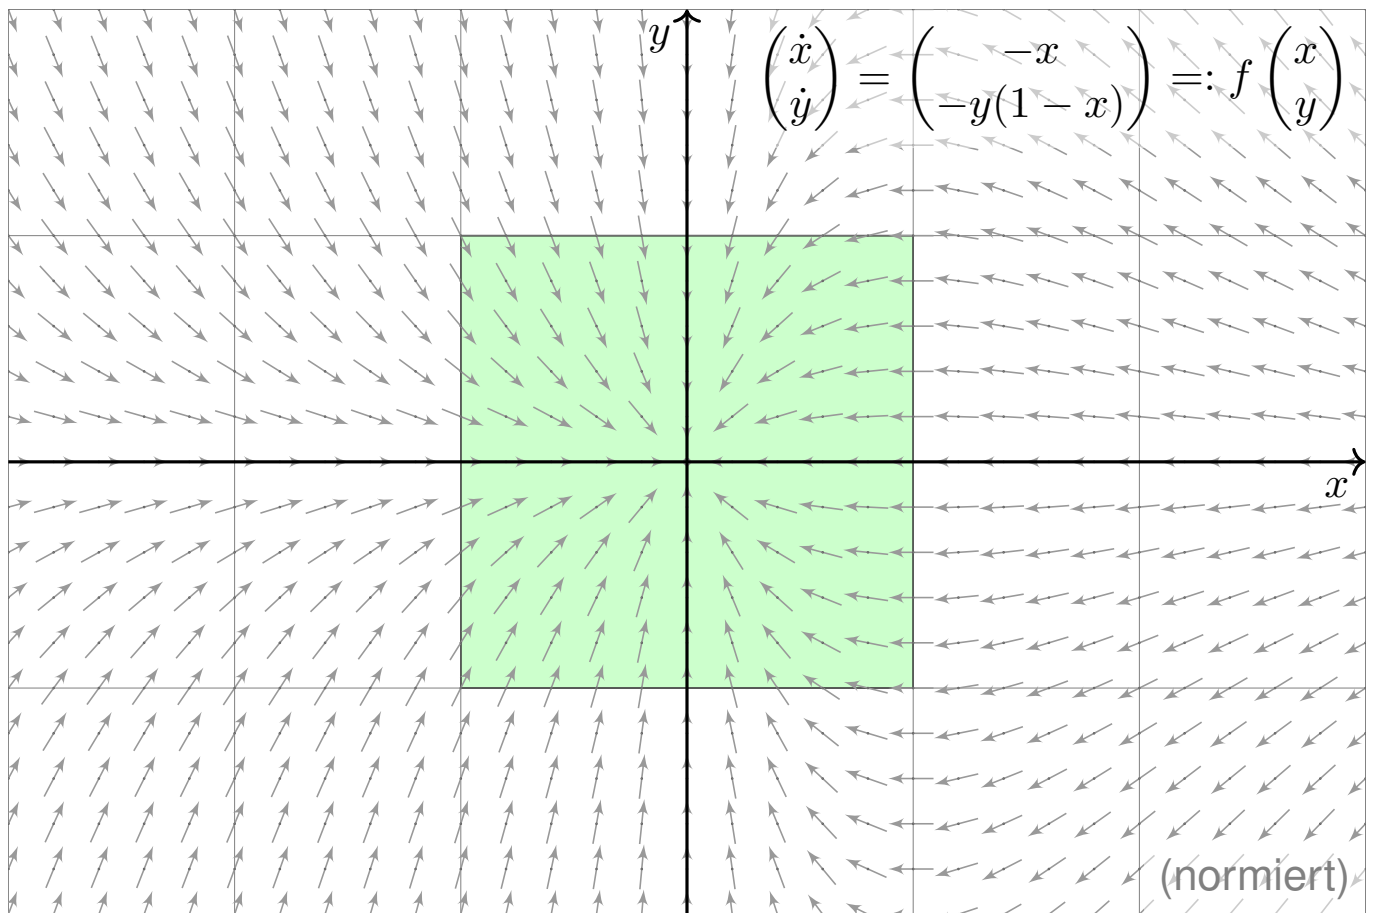 y
(ẋ ẏ) = (−x −y(1 − x)) =: f (x y)
x
(normiert)